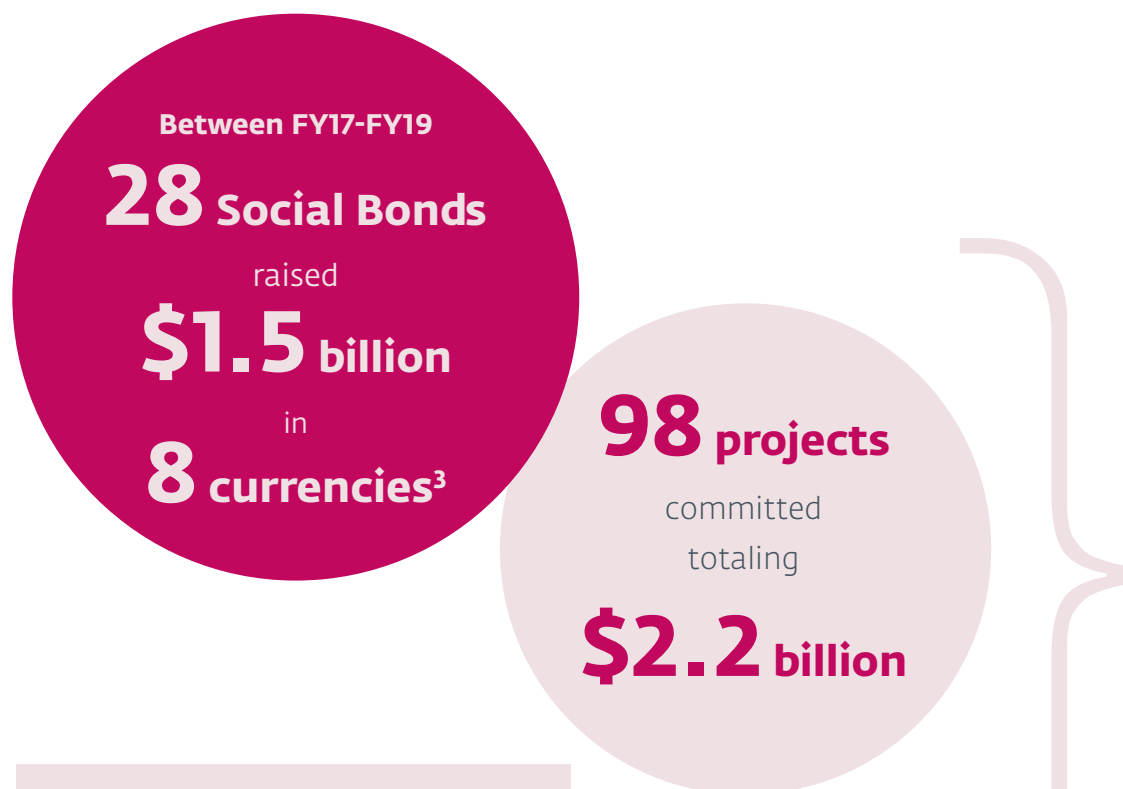 Between FY17-FY19
28 Social Bonds
raised
$1.5 billion
in
8 currencies³
98 projects
committed
totaling
$2.2 billion